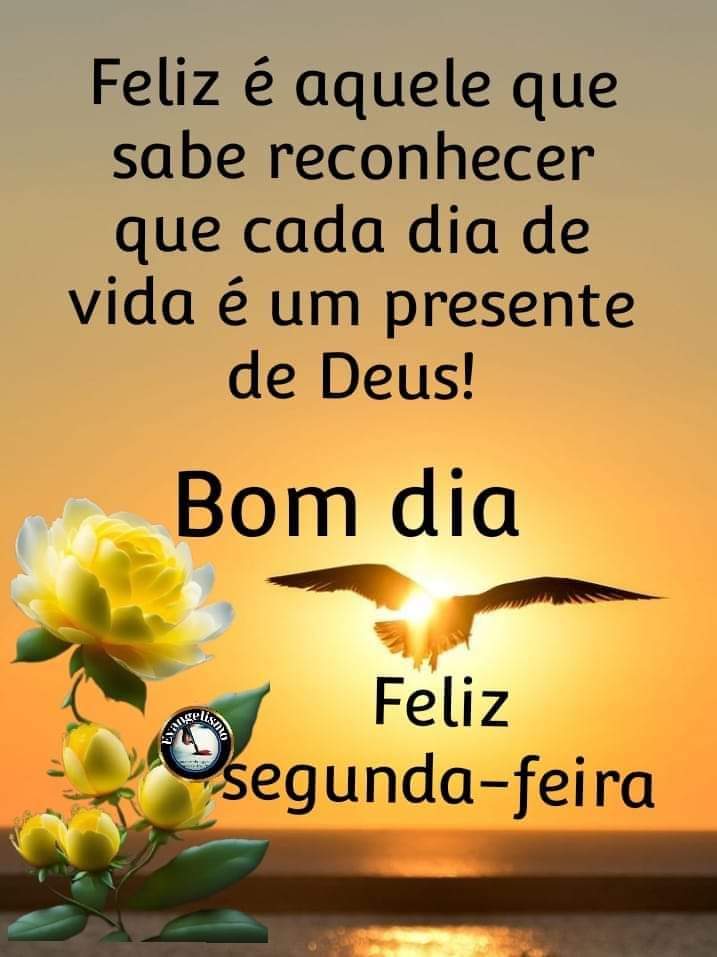 Feliz é aquele que
sabe reconhecer
que cada dia de
vida é um presente
de Deus!
Bom dia
Feliz
segunda-feira
Evangelismo